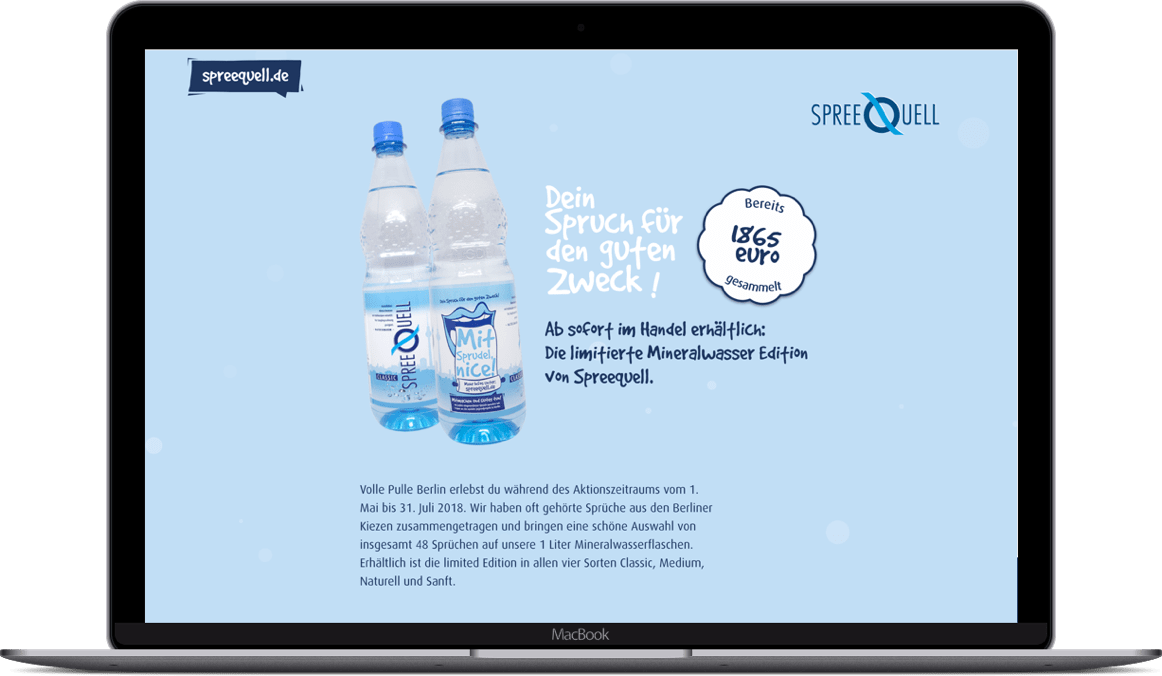 spreequell.de
SPREEQUELL
Dein
Spruch für
den guten
Zweck!
Bereits
1865
euro
gesammelt
Ab sofort im Handel erhältlich:
Die limitierte Mineralwasser Edition
von Spreequell.
SPREEQUELL
CLASSIC
Dein Spruch für den guten Zweck!
Mit
Sprudel,
nice!
spreequell.de
Volle Pulle Berlin erlebst du während des Aktionszeitraums vom 1.
Mai bis 31. Juli 2018. Wir haben oft gehörte Sprüche aus den Berliner
Kiezen zusammengetragen und bringen eine schöne Auswahl von
insgesamt 48 Sprüchen auf unsere 1 Liter Mineralwasserflaschen.
Erhältlich ist die limited Edition in allen vier Sorten Classic, Medium,
Naturell und Sanft.
MacBook